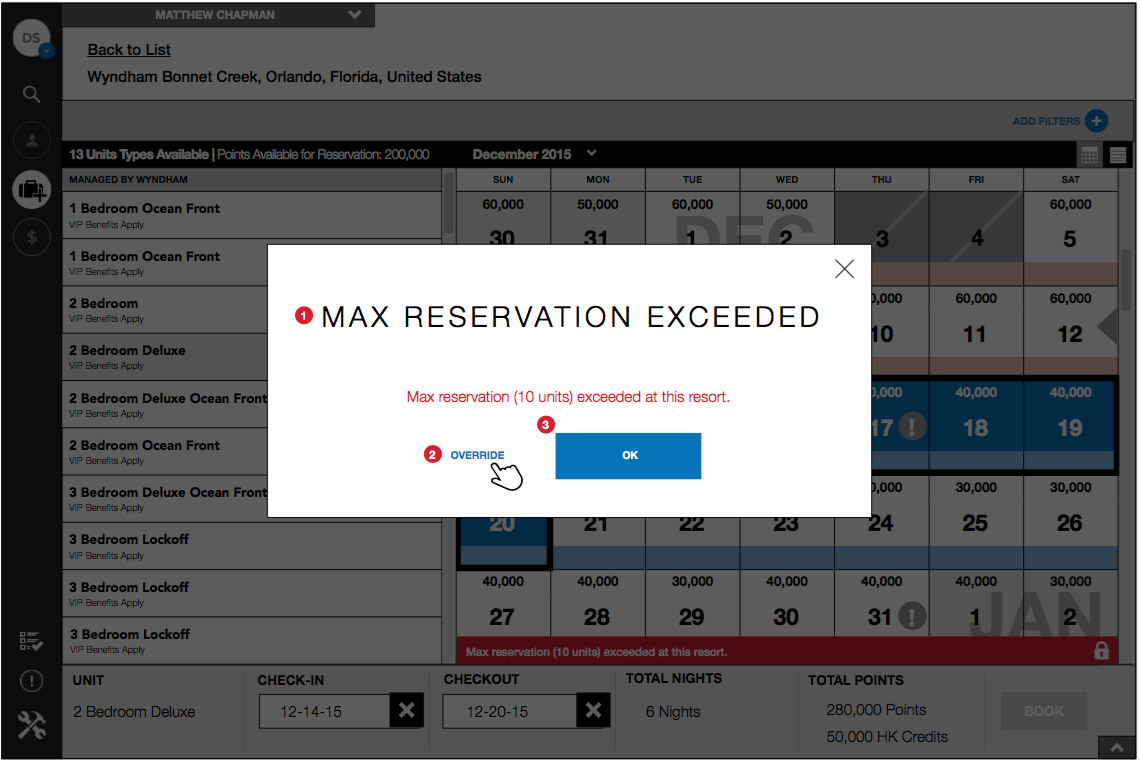 MATTHEW CHAPMAN
DS
Back to List
Wyndham Bonnet Creek, Orlando, Florida, United States
ADD FILTERS +
13 Units Types Available | Points Available for Reservation: 200,000
December 2015
MANAGED BY WYNDHAM
SUN MON TUE WED THU FRI SAT
1 Bedroom Ocean Front
VIP Benefits Apply
1 Bedroom Ocean Front
VIP Benefits Apply
2 Bedroom
VIP Benefits Apply
2 Bedroom Deluxe
VIP Benefits Apply
2 Bedroom Deluxe Ocean Front
VIP Benefits Apply
2 Bedroom Ocean Front
VIP Benefits Apply
3 Bedroom Deluxe Ocean Front
VIP Benefits Apply
3 Bedroom Lockoff
VIP Benefits Apply
3 Bedroom Lockoff
VIP Benefits Apply
3 Bedroom Lockoff
VIP Benefits Apply
60,000 50,000 60,000 50,000 60,000
DEC
30 31 1 2 3 4 5
0,000 60,000 60,000
10 11 12
0,000 40,000 40,000
17 ! 18 19
0,000 30,000 30,000
20 21 22 23 24 25 26
40,000 40,000 30,000 40,000 40,000 40,000 30,000
JAN
27 28 29 30 31 ! 1 2
Max reservation (10 units) exceeded at this resort.
1 MAX RESERVATION EXCEEDED
Max reservation (10 units) exceeded at this resort.
3
2 OVERRIDE
OK
UNIT CHECK-IN CHECKOUT TOTAL NIGHTS TOTAL POINTS
2 Bedroom Deluxe 12-14-15 12-20-15 6 Nights 280,000 Points
50,000 HK Credits
BOOK